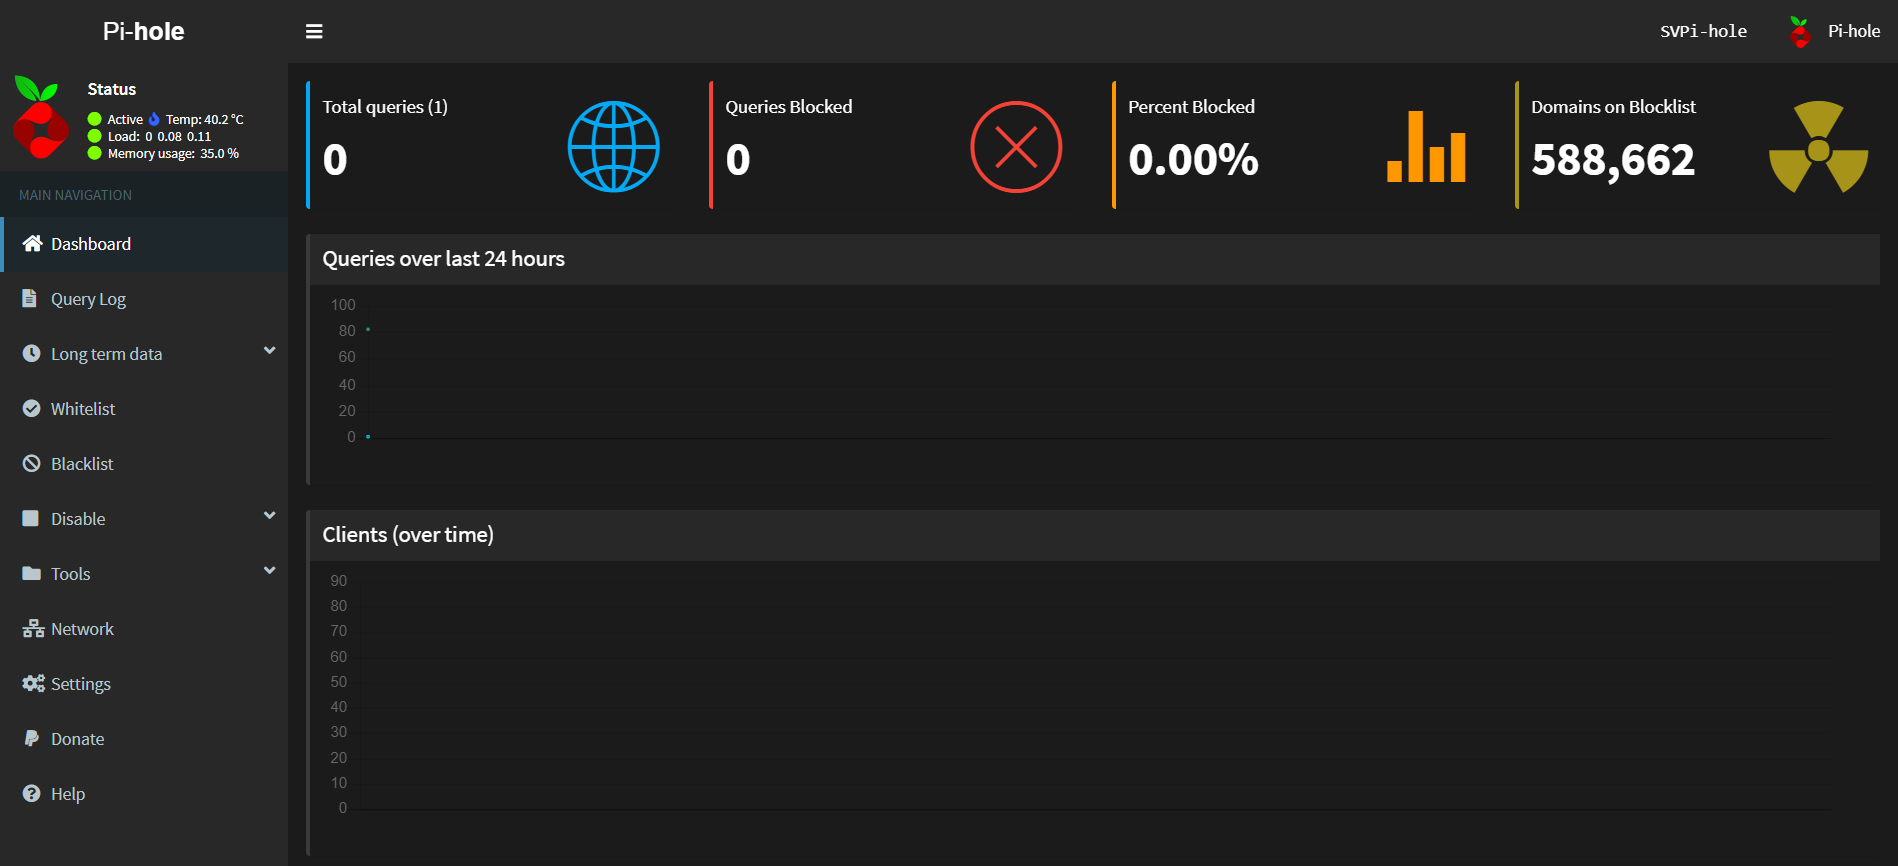 Pi-hole
SVPi-hole
Pi-hole
Status
Active Temp: 40.2 °C
Load: 0 0.08 0.11
Memory usage: 35.0 %
MAIN NAVIGATION
Dashboard
Query Log
Long term data
Whitelist
Blacklist
Disable
Tools
Network
Settings
Donate
Help
Total queries (1)
0
Queries Blocked
0
Percent Blocked
0.00%
Domains on Blocklist
588,662
Queries over last 24 hours
100
80
60
40
20
0
Clients (over time)
90
80
70
60
50
40
30
20
10
0